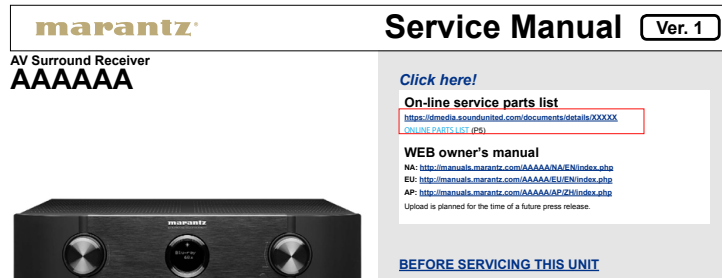 marantz
Service Manual
Ver. 1
AV Surround Receiver
AAAAAA
Click here!
On-line service parts list
https://dmedia.soundunited.com/documents/details/XXXXX
ONLINE PARTS LIST (P5)
WEB owner's manual
NA: http://manuals.marantz.com/AAAAA/NA/EN/index.php
EU: http://manuals.marantz.com/AAAAA/EU/EN/index.php
AP: http://manuals.marantz.com/AAAAA/AP/ZH/index.php
Upload is planned for the time of a future press release.
marantz
BEFORE SERVICING THIS UNIT